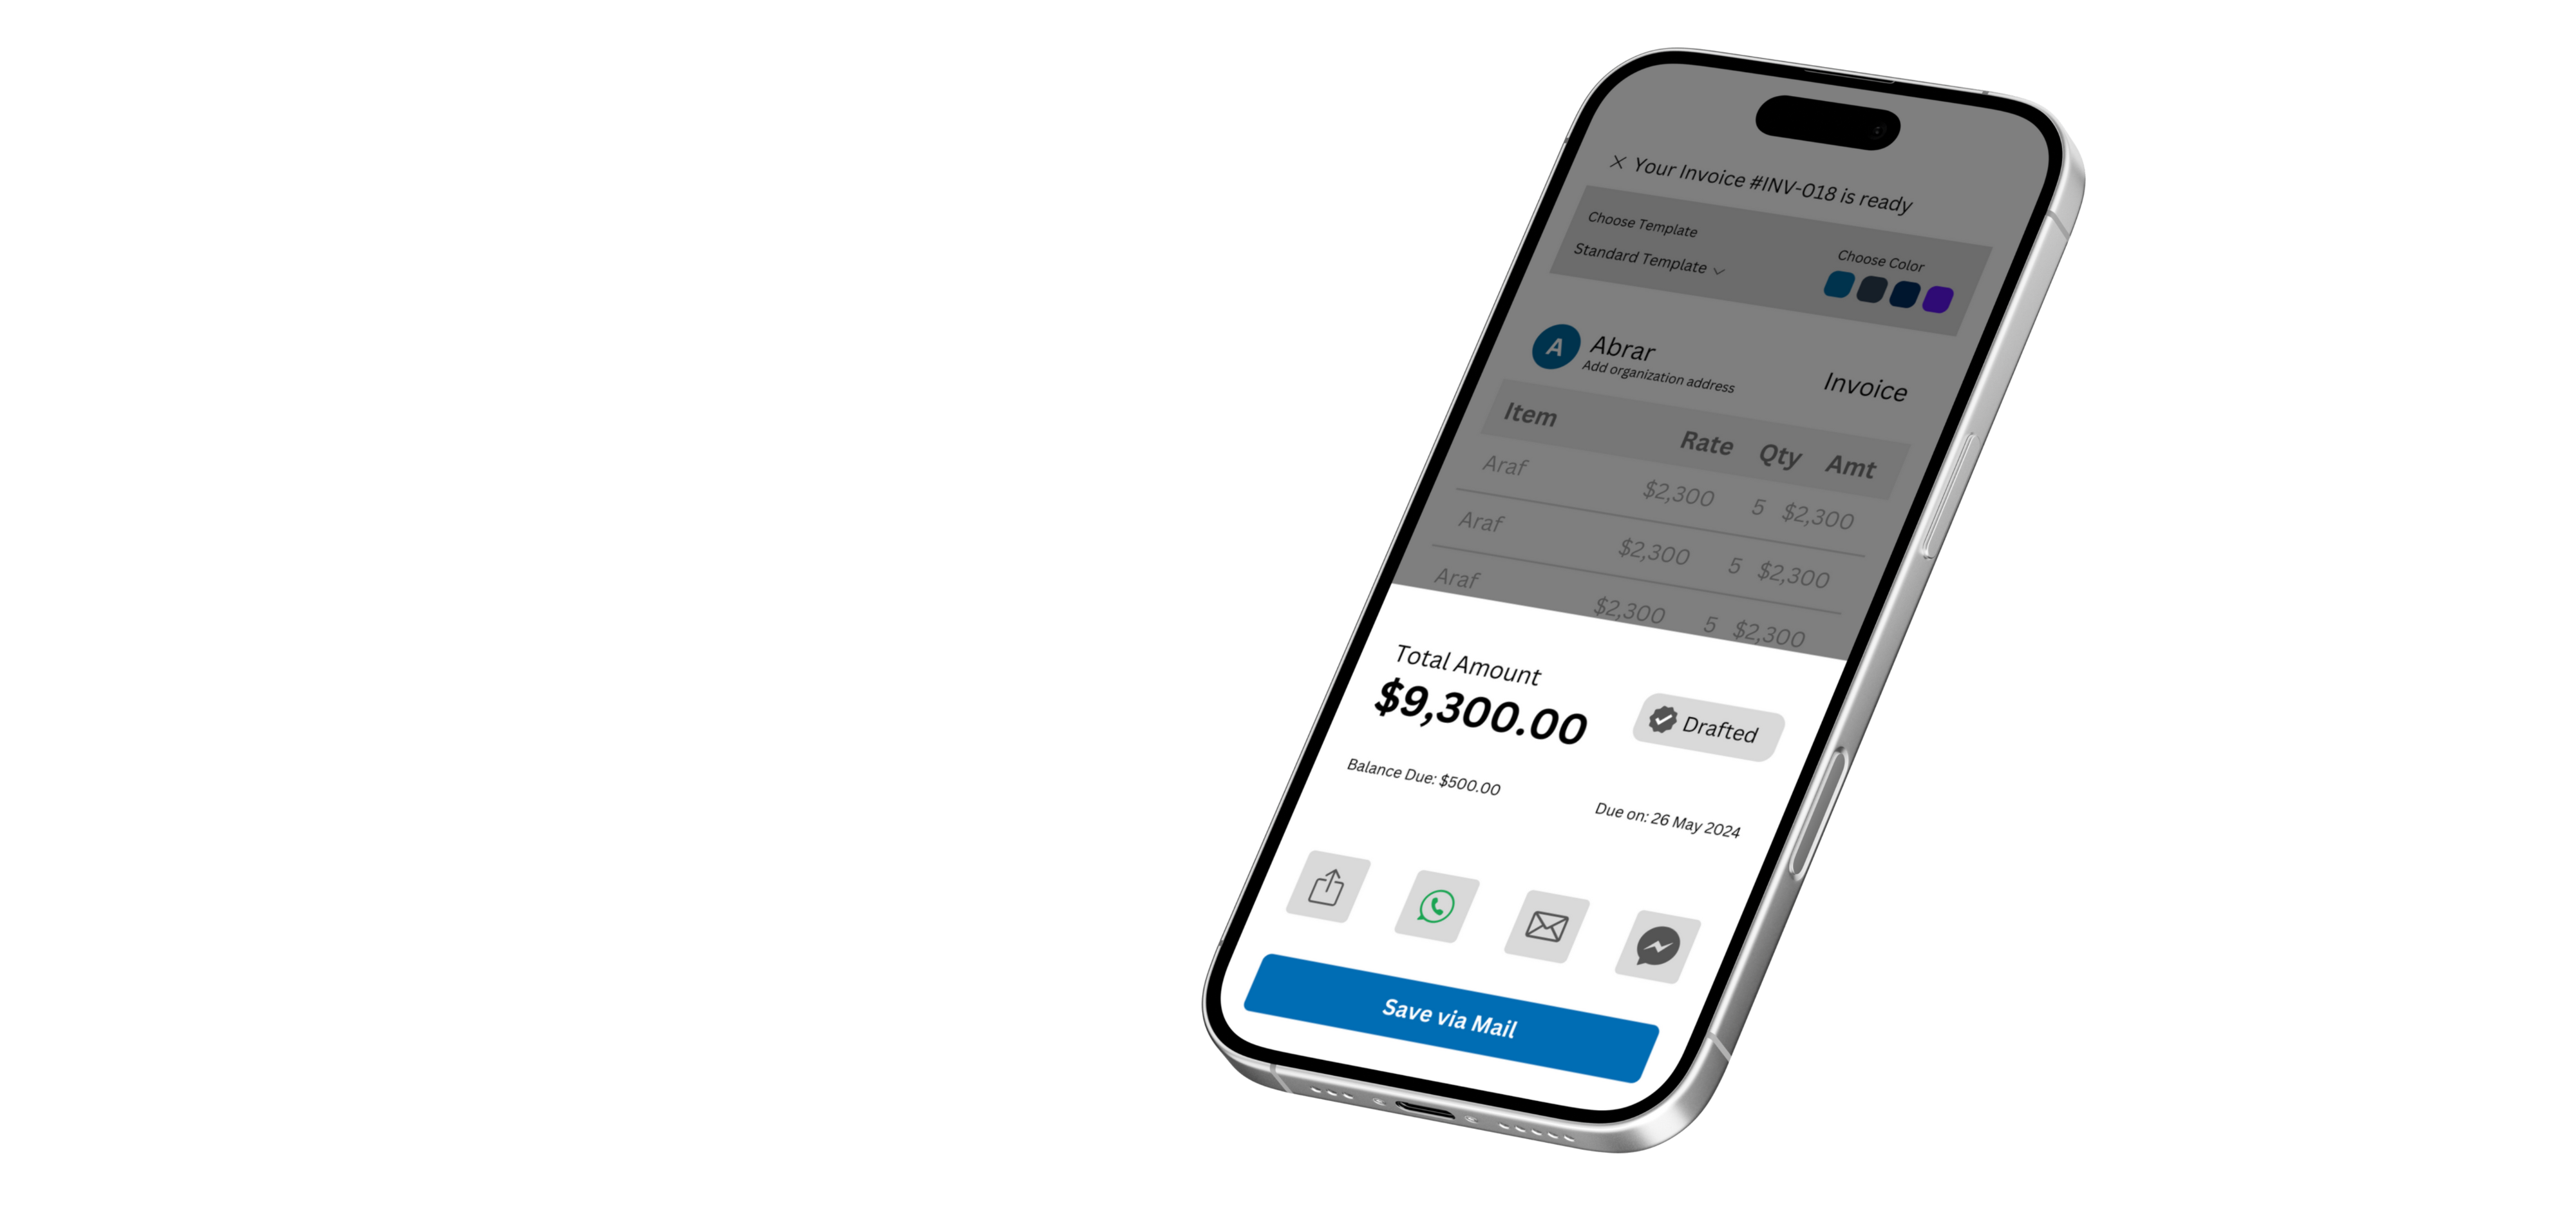 Your Invoice #INV-018 is ready
Choose Template
Choose Color
Standard Template
A
Abrar
Add organization address
Invoice
Item Rate Qty Amt
Araf $2,300 5 $2,300
Araf $2,300 5 $2,300
Araf $2,300 5 $2,300
Total Amount
$9,300.00
Drafted
Balance Due: $500.00
Due on: 26 May 2024
Save via Mail